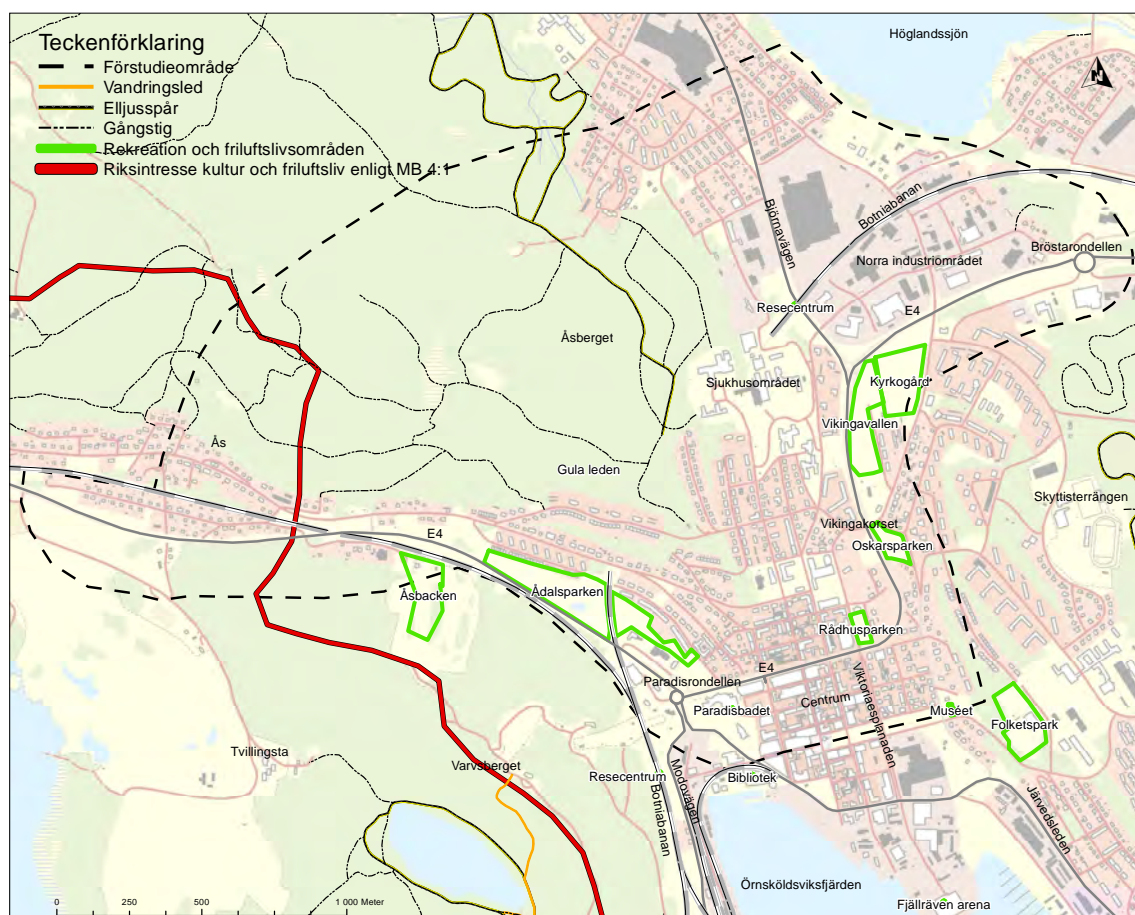 Teckenförklaring
Förstudieområde
Vandringsled
Elljusspår
Gångstig
Rekreation och friluftslivsområden
Riksintresse kultur och friluftsliv enligt MB 4:1
Höglandssjön
N
Björnavägen
Botniabanan
Norra industriområdet
Bröstarondellen
Resecentrum
E4
Åsberget
Sjukhusområdet
Kyrkogård
Vikingavallen
Ås
Gula leden
Skyttisterrängen
Vikingakorset
Oskarsparken
E4
Åsbacken
Ådalsparken
Rådhusparken
E4
Paradisrondellen
Centrum
Viktoriaesplanaden
Paradisbadet
Muséet
Folketspark
Tvillingsta
Varvsberget
Resecentrum
Botniabanan
Modovägen
Bibliotek
Järvedsleden
Örnsköldsviksfjärden
Fjällräven arena
0 250 500 1 000 Meter